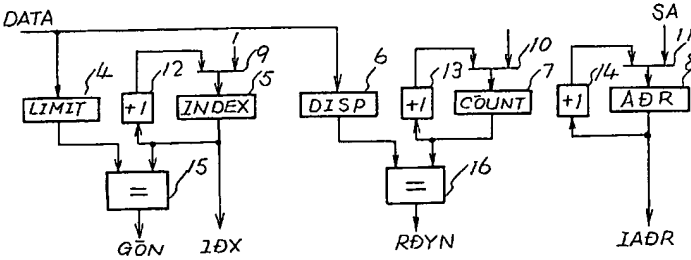 DATA
SA
1 9
10
11
4 12 5 6 13 7 14
LIMIT +1 INDEX DISP +1 COUNT +1 ADR
= 15 = 16
GON IDX RDYN IADR